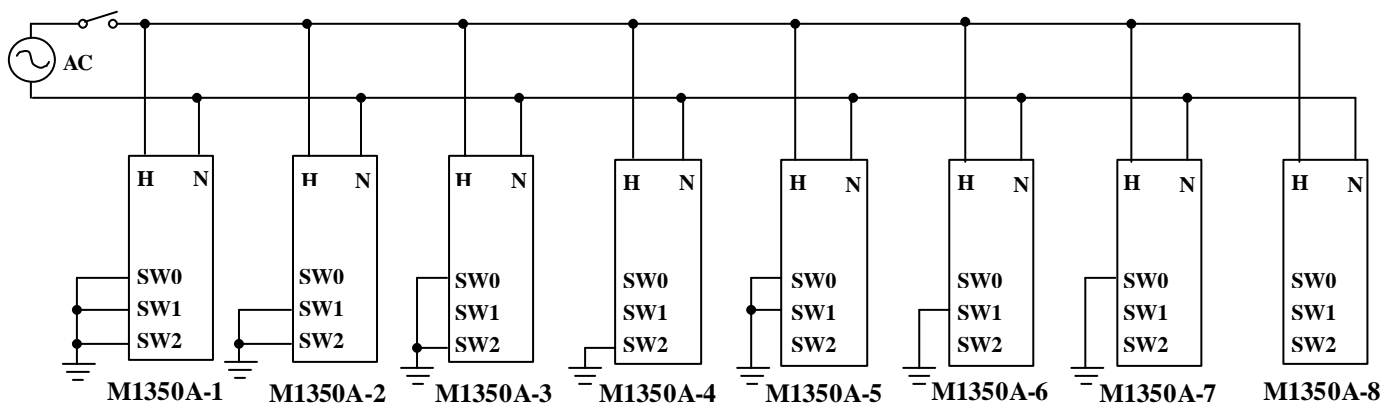 AC
H N H N H N H N H N H N H N H N
SW0 SW0 SW0 SW0 SW0 SW0 SW0 SW0
SW1 SW1 SW1 SW1 SW1 SW1 SW1 SW1
SW2 SW2 SW2 SW2 SW2 SW2 SW2 SW2
M1350A-1 M1350A-2 M1350A-3 M1350A-4 M1350A-5 M1350A-6 M1350A-7 M1350A-8